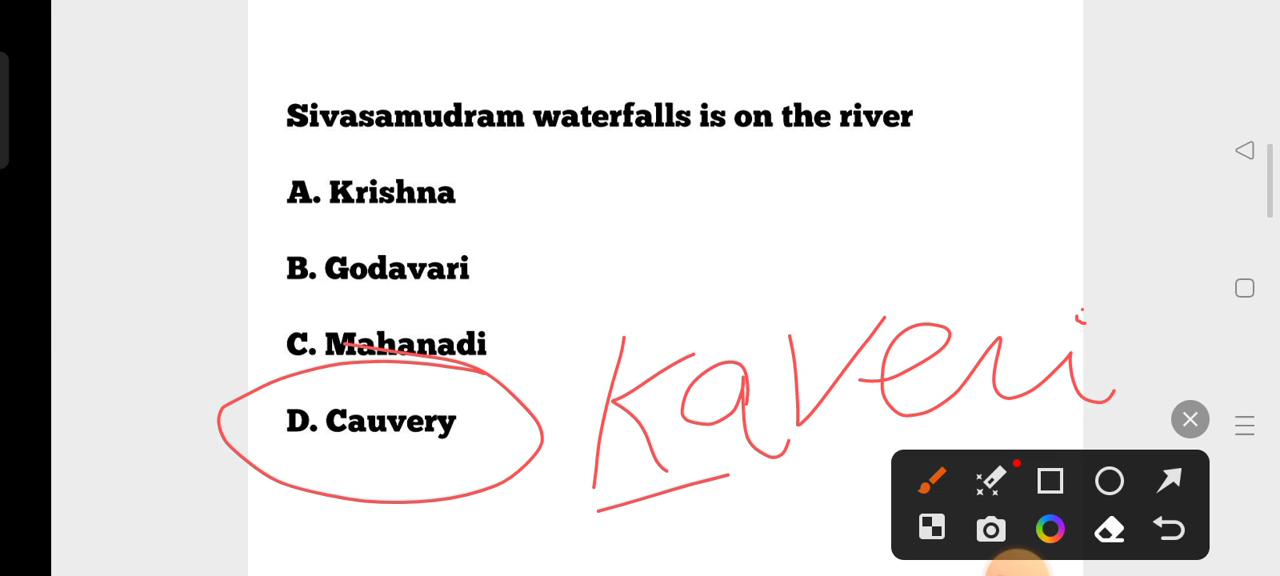 Sivasamudram waterfalls is on the river
A. Krishna
B. Godavari
C. Mahanadi
D. Cauvery
Kaveri